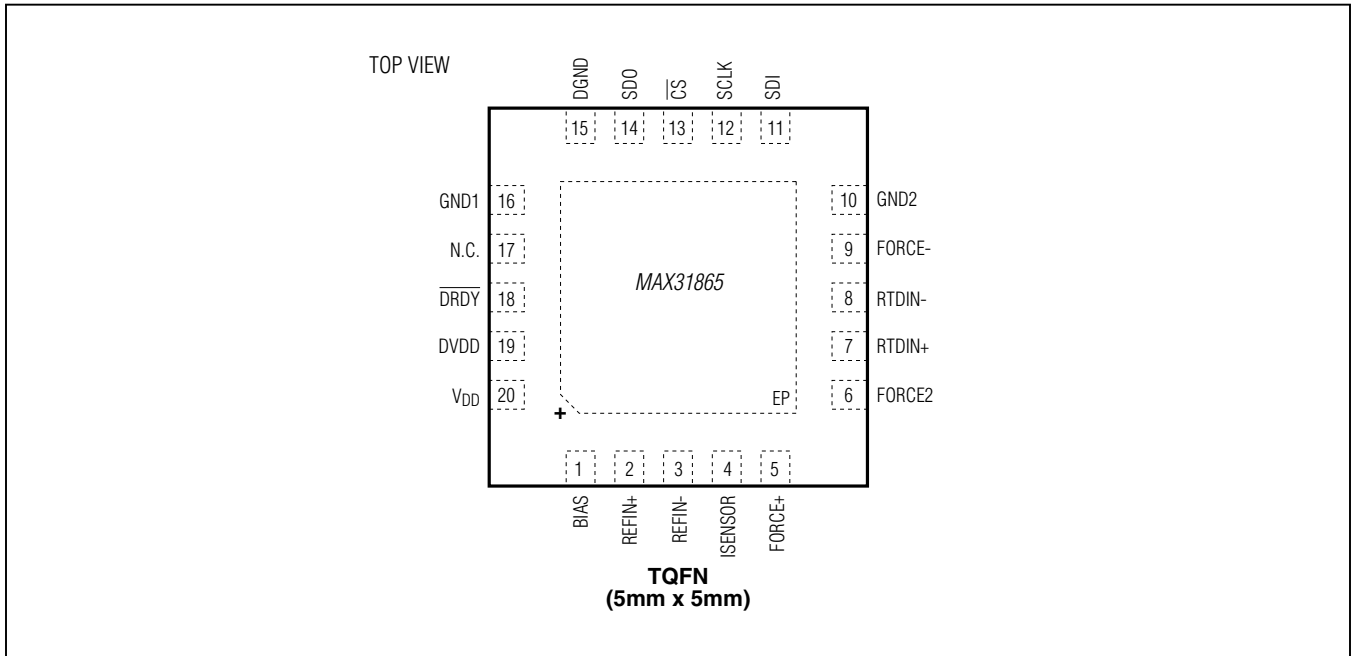 TOP VIEW
DGND SDO CS SCLK SDI
15 14 13 12 11
GND1 16 10 GND2
N.C. 17 9 FORCE-
MAX31865
DRDY 18 8 RTDIN-
DVDD 19 7 RTDIN+
VDD 20 EP 6 FORCE2
+
1 2 3 4 5
BIAS REFIN+ REFIN- ISENSOR FORCE+
TQFN
(5mm x 5mm)